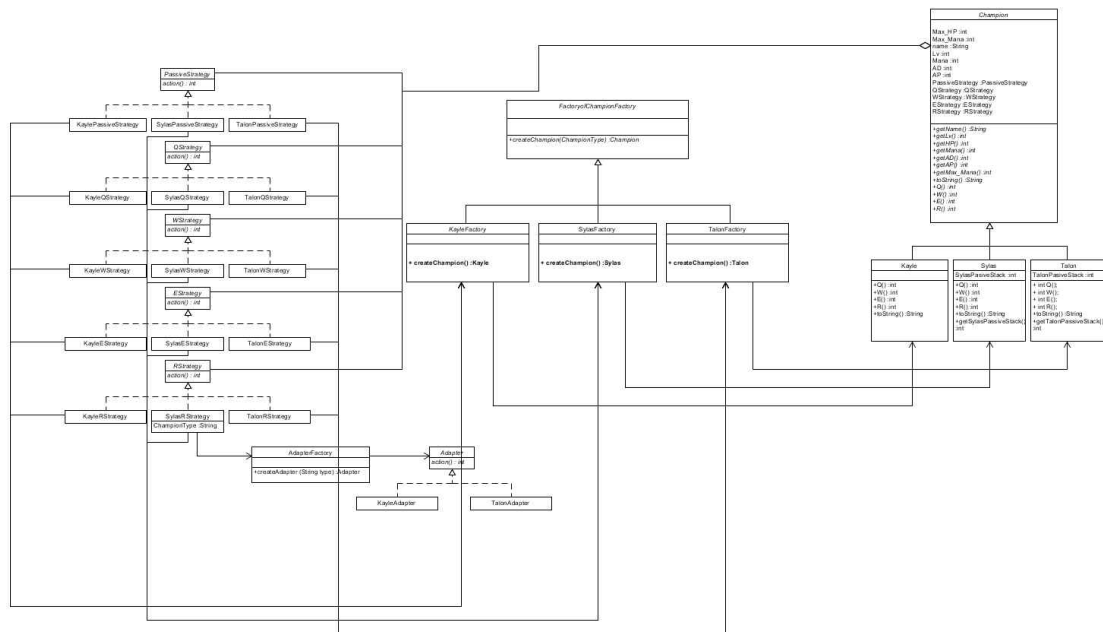 Champion
Max_HP :int
Max_Mana :int
name :String
Lv :int
Mana :int
AD :int
AP :int
PassiveStrategy :PassiveStrategy
QStrategy :QStrategy
WStrategy :WStrategy
EStrategy :EStrategy
RStrategy :RStrategy
+getName() :String
+getLv() :int
+getHP() :int
+getMana() :int
+getAD() :int
+getAP() :int
+getMax_Mana() :int
+toString() :String
+Q() :int
+W() :int
+E() :int
+R() :int
PassiveStrategy
action() : int
KaylePassiveStrategy
SylasPassiveStrategy
TalonPassiveStrategy
QStrategy
action() : int
KayleQStrategy
SylasQStrategy
TalonQStrategy
WStrategy
action() : int
KayleWStrategy
SylasWStrategy
TalonWStrategy
EStrategy
action() : int
KayleEStrategy
SylasEStrategy
TalonEStrategy
RStrategy
action() : int
KayleRStrategy
SylasRStrategy
ChampionType :String
TalonRStrategy
FactoryofChampionFactory
+createChampion(ChampionType) :Champion
KayleFactory
+ createChampion() :Kayle
SylasFactory
+ createChampion() :Sylas
TalonFactory
+ createChampion() :Talon
Kayle
+Q() :int
+W() :int
+E() :int
+R() :int
+toString() :String
Sylas
SylasPasiveStack :int
+Q() :int
+W() :int
+E() :int
+R() :int
+toString() :String
+getSylasPassiveStack()
:int
Talon
TalonPasiveStack :int
+ int Q();
+ int W();
+ int E();
+ int R();
+toString() :String
+getTalonPassiveStack()
:int
AdapterFactory
+createAdapter (String type) :Adapter
Adapter
action() : int
KayleAdapter
TalonAdapter